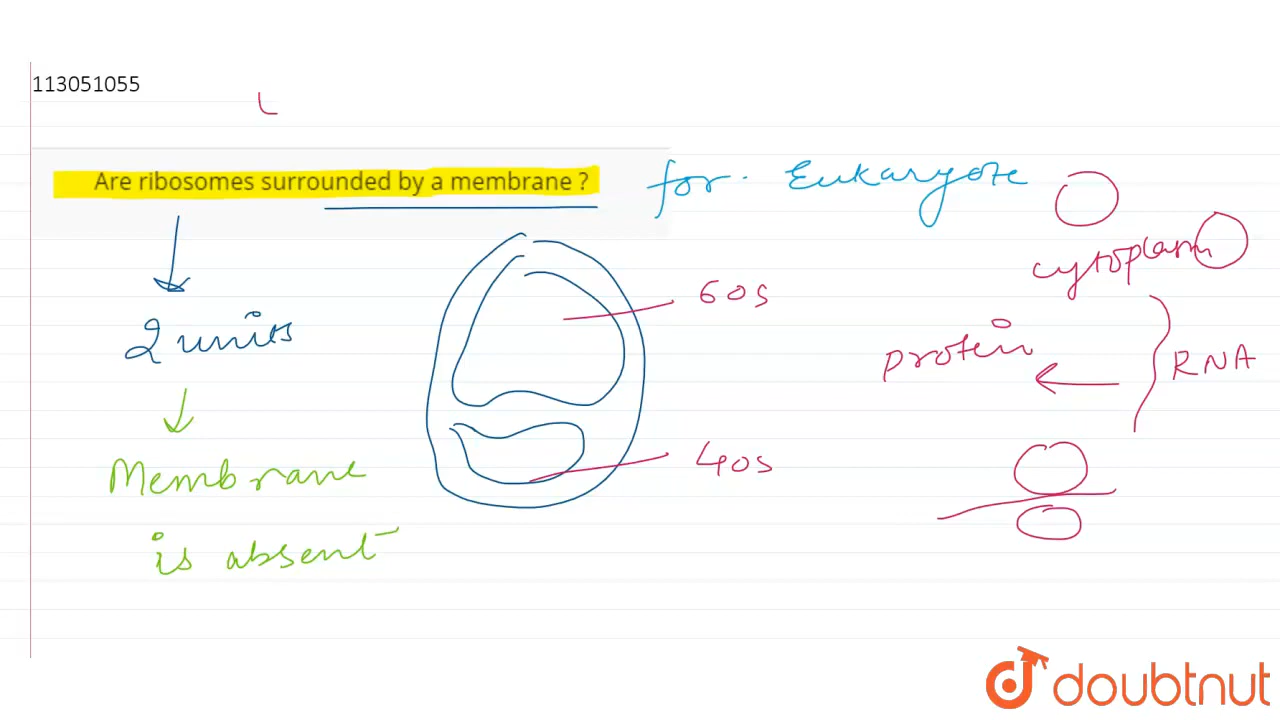 113051055
Are ribosomes surrounded by a membrane ?
for. Eukaryote
cytoplasm
2 units
60s
protein
RNA
Membrane
40s
is absent
doubtnut